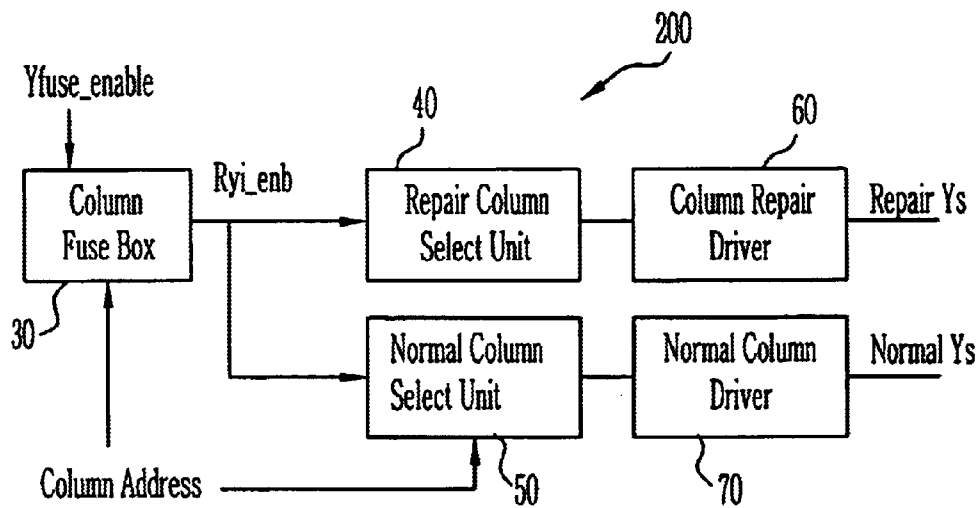 200
Yfuse_enable
40
60
Ryi_enb
Column
Fuse Box
Repair Column
Select Unit
Column Repair
Driver
Repair Ys
30
Normal Column
Select Unit
Normal Column
Driver
Normal Ys
Column Address
50
70